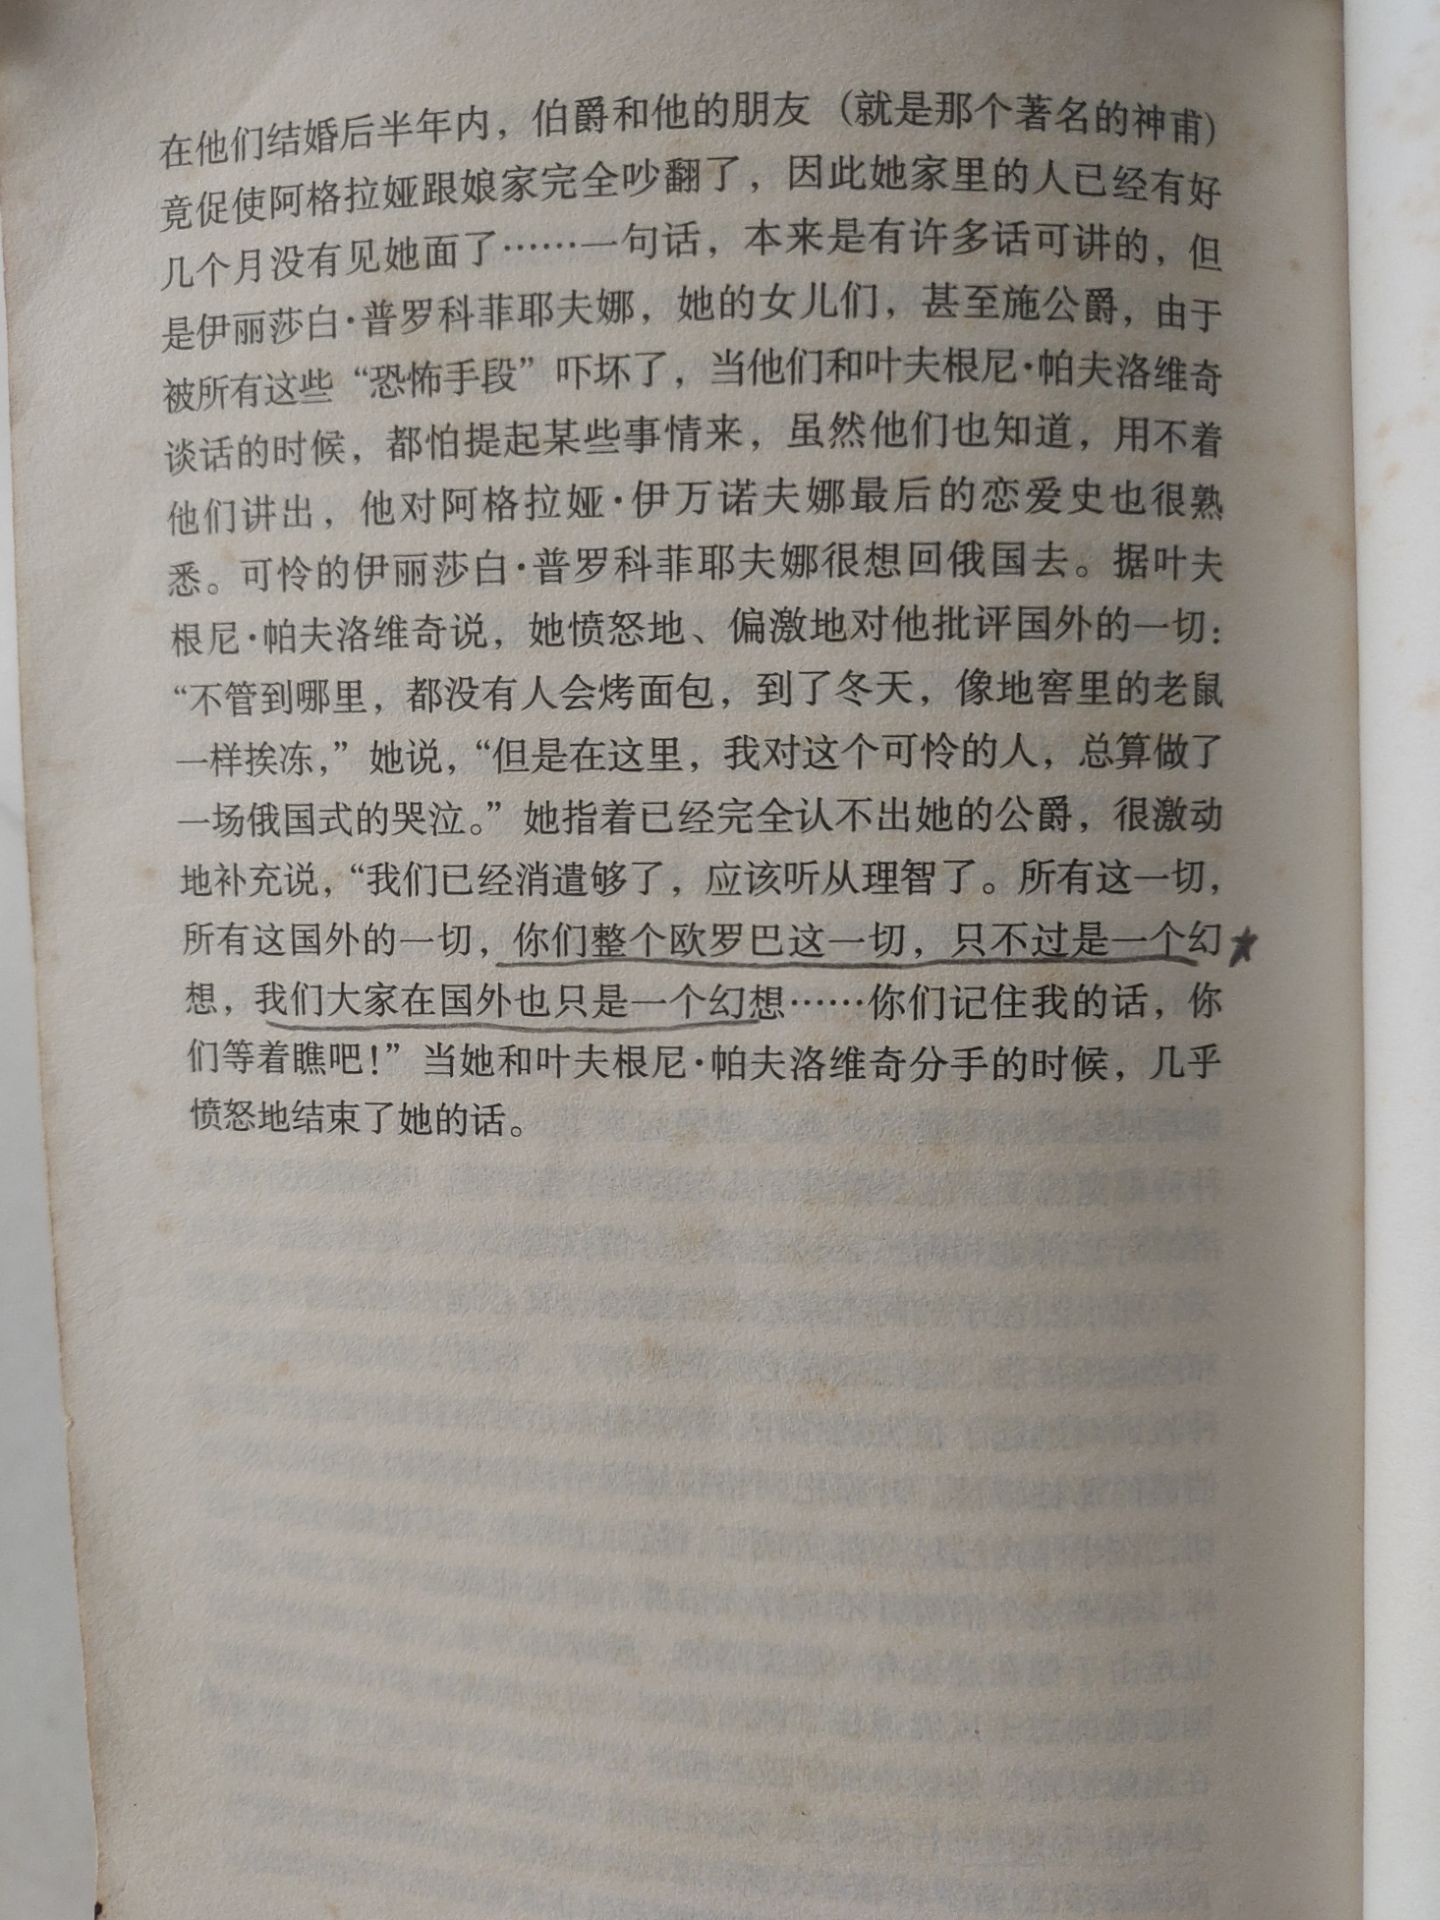 在他们结婚后半年内，伯爵和他的朋友（就是那个著名的神甫）
竟促使阿格拉娅跟娘家完全吵翻了，因此她家里的人已经有好
几个月没有见她面了……一句话，本来是有许多话可讲的，但
是伊丽莎白·普罗科菲耶夫娜，她的女儿们，甚至施公爵，由于
被所有这些“恐怖手段”吓坏了，当他们和叶夫根尼·帕夫洛维奇
谈话的时候，都怕提起某些事情来，虽然他们也知道，用不着
他们讲出，他对阿格拉娅·伊万诺夫娜最后的恋爱史也很熟
悉。可怜的伊丽莎白·普罗科菲耶夫娜很想回俄国去。据叶夫
根尼·帕夫洛维奇说，她愤怒地、偏激地对他批评国外的一切：
“不管到哪里，都没有人会烤面包，到了冬天，像地窖里的老鼠
一样挨冻，”她说，“但是在这里，我对这个可怜的人，总算做了
一场俄国式的哭泣。”她指着已经完全认不出她的公爵，很激动
地补充说，“我们已经消遣够了，应该听从理智了。所有这一切，
所有这国外的一切，你们整个欧罗巴这一切，只不过是一个幻
想，我们大家在国外也只是一个幻想……你们记住我的话，你
们等着瞧吧！”当她和叶夫根尼·帕夫洛维奇分手的时候，几乎
愤怒地结束了她的话。